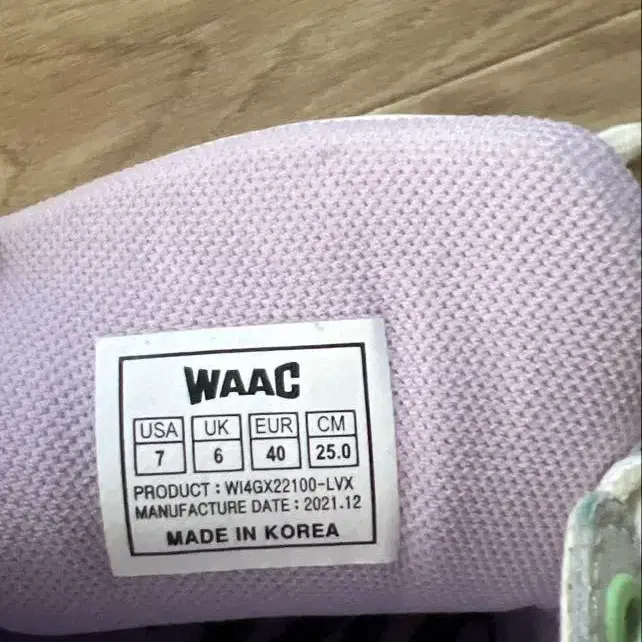 WAAC
USA UK EUR CM
7 6 40 25.0
PRODUCT : WI4GX22100-LVX
MANUFACTURE DATE : 2021.12
MADE IN KOREA